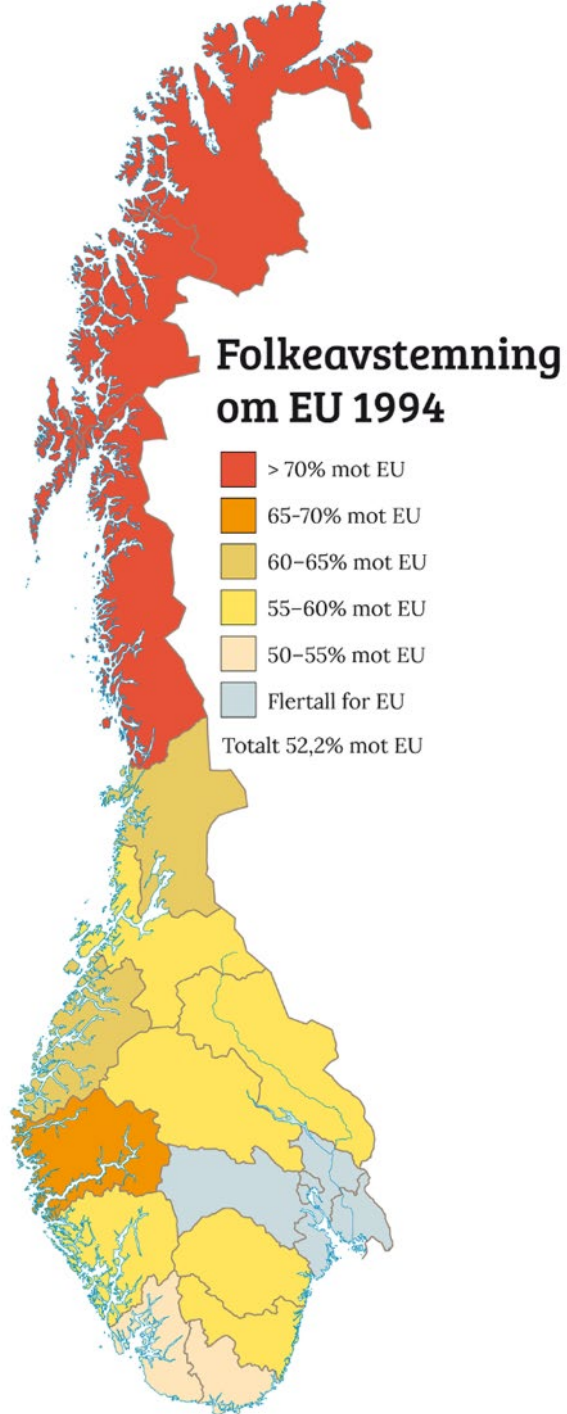 Folkeavstemning
om EU 1994
> 70% mot EU
65-70% mot EU
60–65% mot EU
55–60% mot EU
50–55% mot EU
Flertall for EU
Totalt 52,2% mot EU